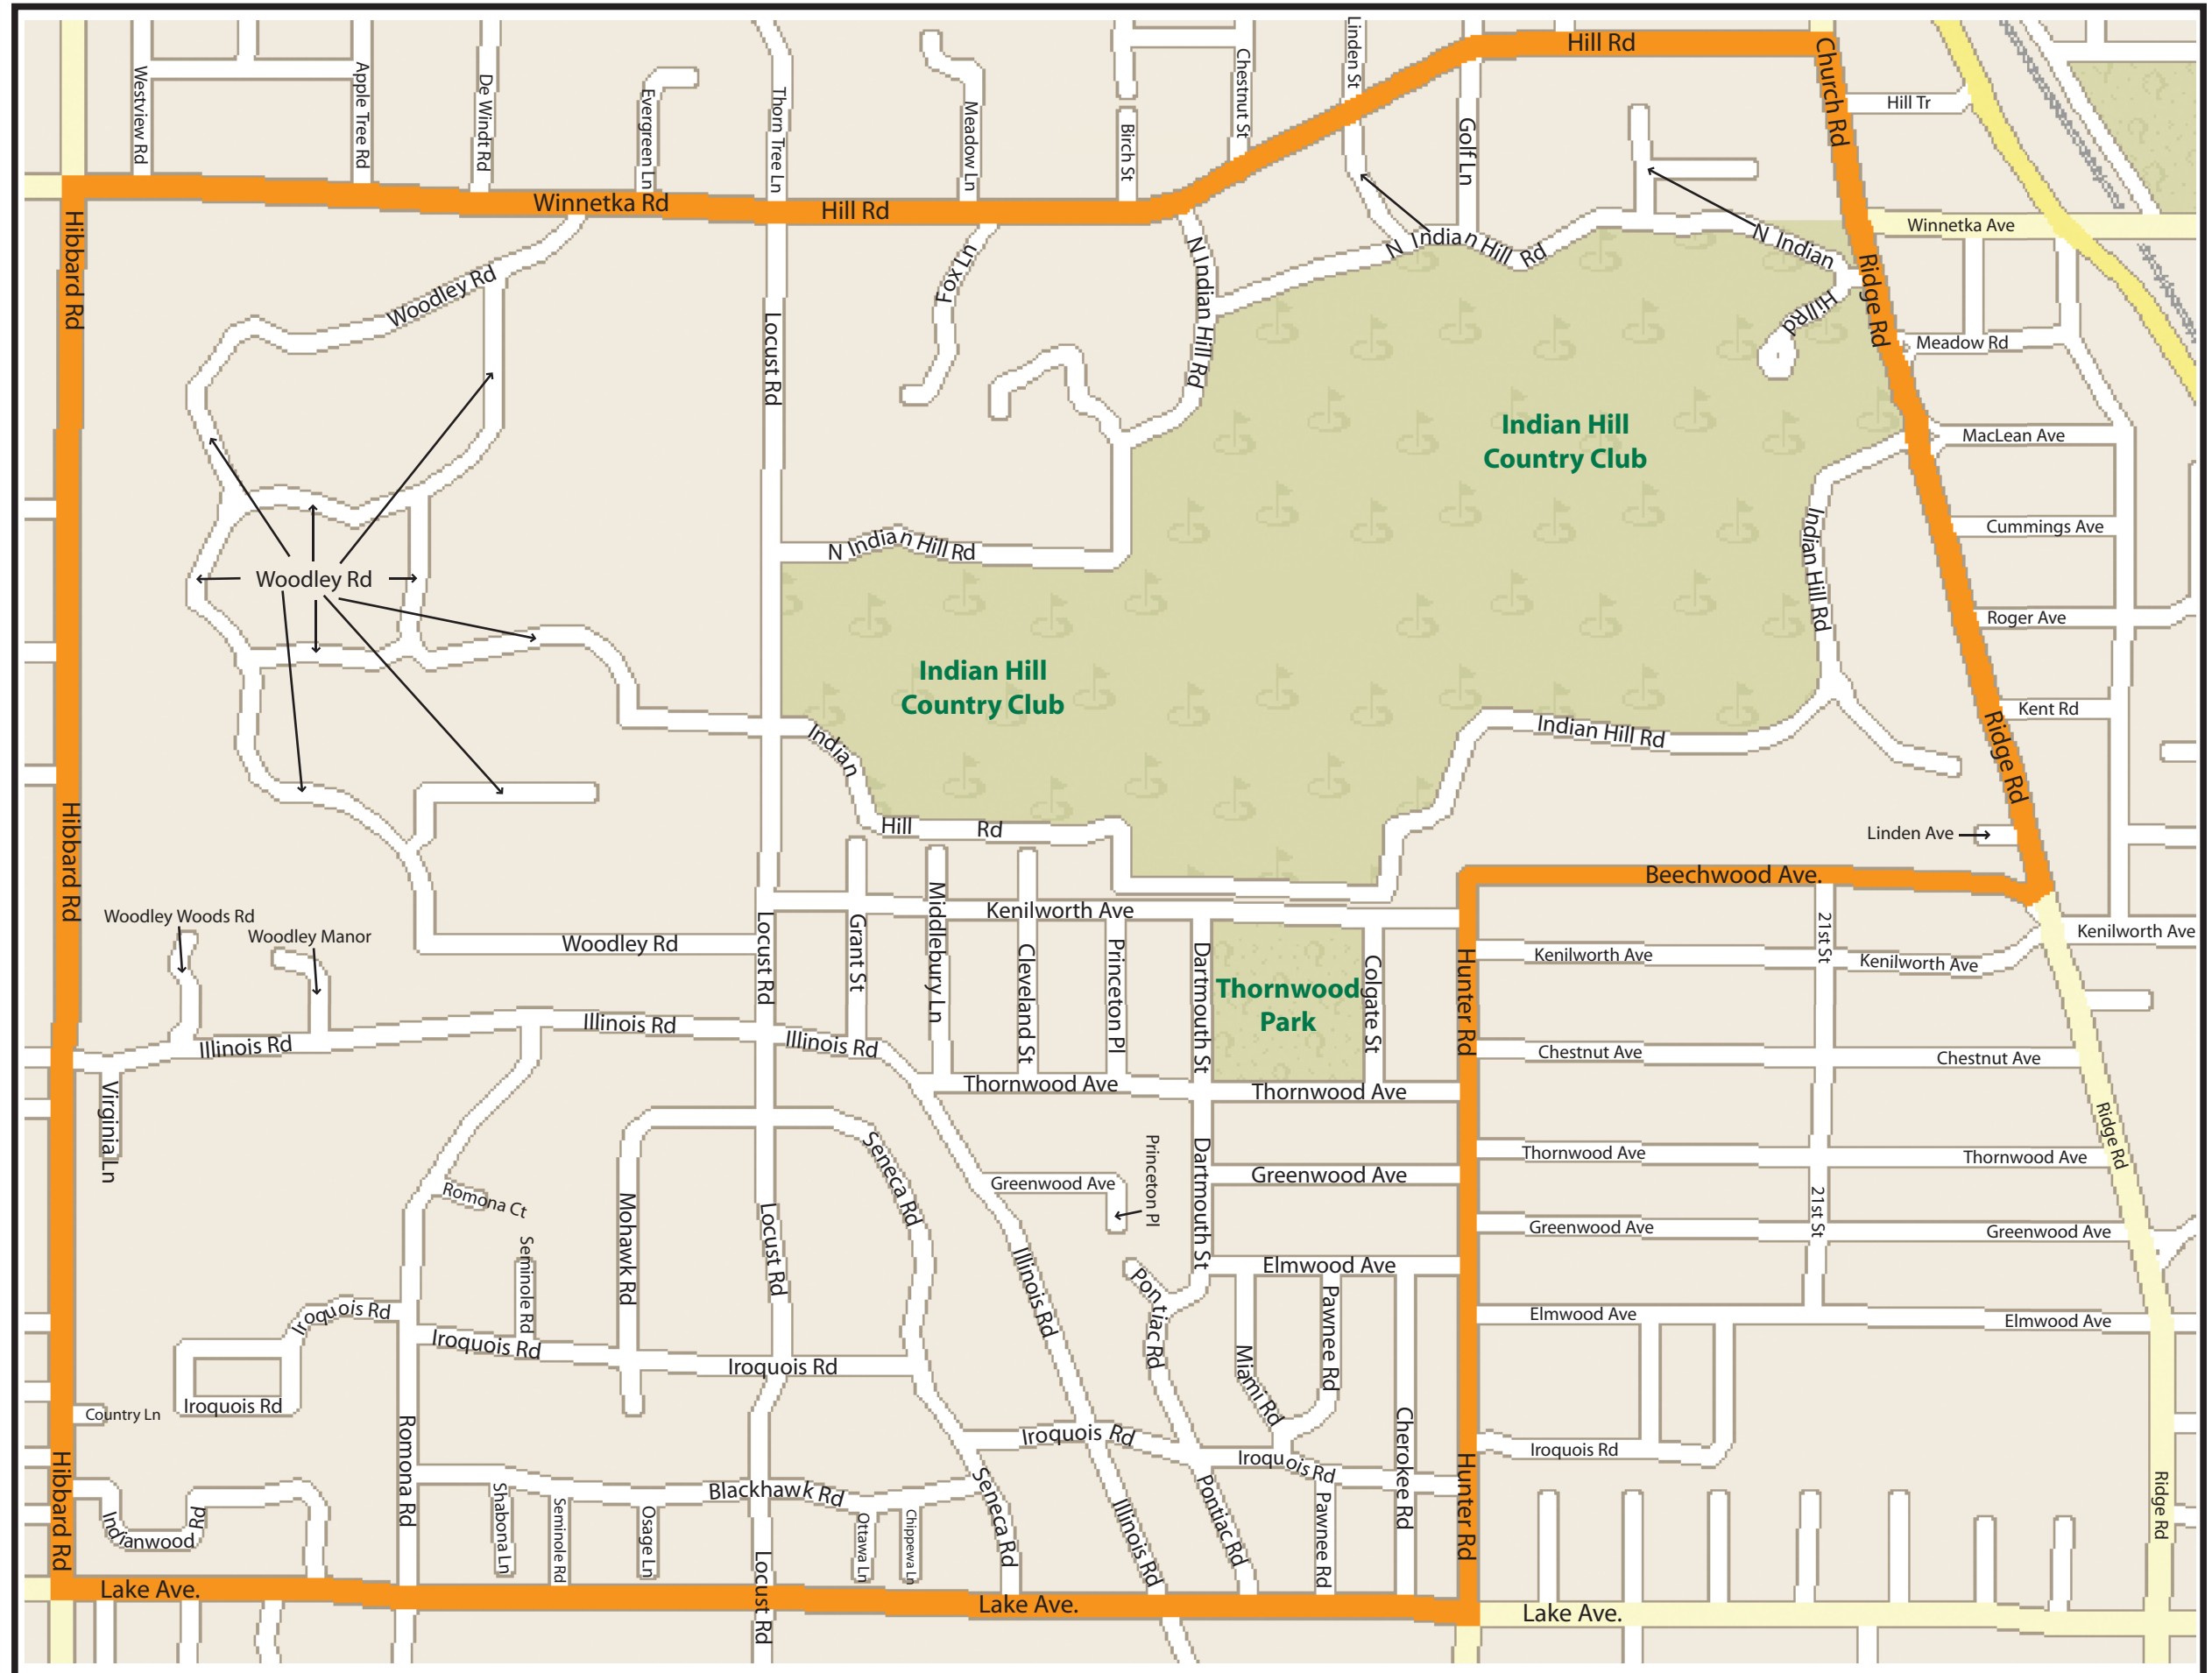 Hill Rd
Church Rd
Linden St
Chestnut St
Westview Rd
Apple Tree Rd
De Windt Rd
Evergreen Ln
Thorn Tree Ln
Meadow Ln
Birch St
Golf Ln
Hill Tr
Winnetka Rd
Hill Rd
Winnetka Ave
Hibbard Rd
Woodley Rd
Fox Ln
N Indian Hill Rd
N Indian Hill Rd
N Indian
Hill Rd
Ridge Rd
Meadow Rd
Locust Rd
Indian Hill
Country Club
MacLean Ave
Cummings Ave
N Indian Hill Rd
Indian Hill Rd
Woodley Rd
Roger Ave
Indian Hill
Country Club
Kent Rd
Indian
Indian Hill Rd
Ridge Rd
Hill
Rd
Linden Ave
Hibbard Rd
Beechwood Ave.
Woodley Woods Rd
Woodley Manor
Woodley Rd
Locust Rd
Grant St
Middlebury Ln
Kenilworth Ave
Cleveland St
Princeton Pl
Dartmouth St
Thornwood
Park
Colgate St
Hunter Rd
Kenilworth Ave
21st St
Kenilworth Ave
Kenilworth Ave
Illinois Rd
Illinois Rd
Illinois Rd
Chestnut Ave
Chestnut Ave
Virginia Ln
Thornwood Ave
Thornwood Ave
Ridge Rd
Seneca Rd
Princeton Pl
Dartmouth St
Thornwood Ave
Thornwood Ave
Greenwood Ave
Greenwood Ave
Romona Ct
Mohawk Rd
Locust Rd
21st St
Greenwood Ave
Greenwood Ave
Seminole Rd
Illinois Rd
Elmwood Ave
Pontiac Rd
Pawnee Rd
Iroquois Rd
Iroquois Rd
Iroquois Rd
Elmwood Ave
Elmwood Ave
Miami Rd
Iroquois Rd
Country Ln
Romona Rd
Iroquois Rd
Iroquois Rd
Cherokee Rd
Iroquois Rd
Hibbard Rd
Hunter Rd
Ridge Rd
Blackhawk Rd
Shabona Ln
Seminole Rd
Osage Ln
Ottawa Ln
Chippewa Ln
Seneca Rd
Illinois Rd
Pontiac Rd
Pawnee Rd
Indianwood Rd
Locust Rd
Lake Ave.
Lake Ave.
Lake Ave.